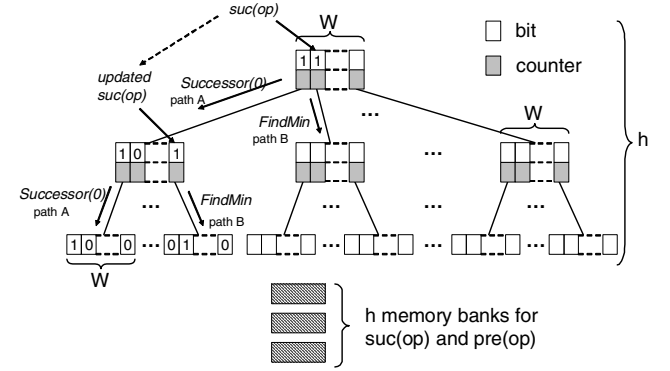 suc(op)
W
bit
counter
1 1
updated
suc(op)
Successor(0)
path A
FindMin
path B
...
W
h
1 0 1
...
Successor(0)
path A
FindMin
path B
... ... ... ...
1 0 0 ... 0 1 0 ... ... ...
W
h memory banks for
suc(op) and pre(op)